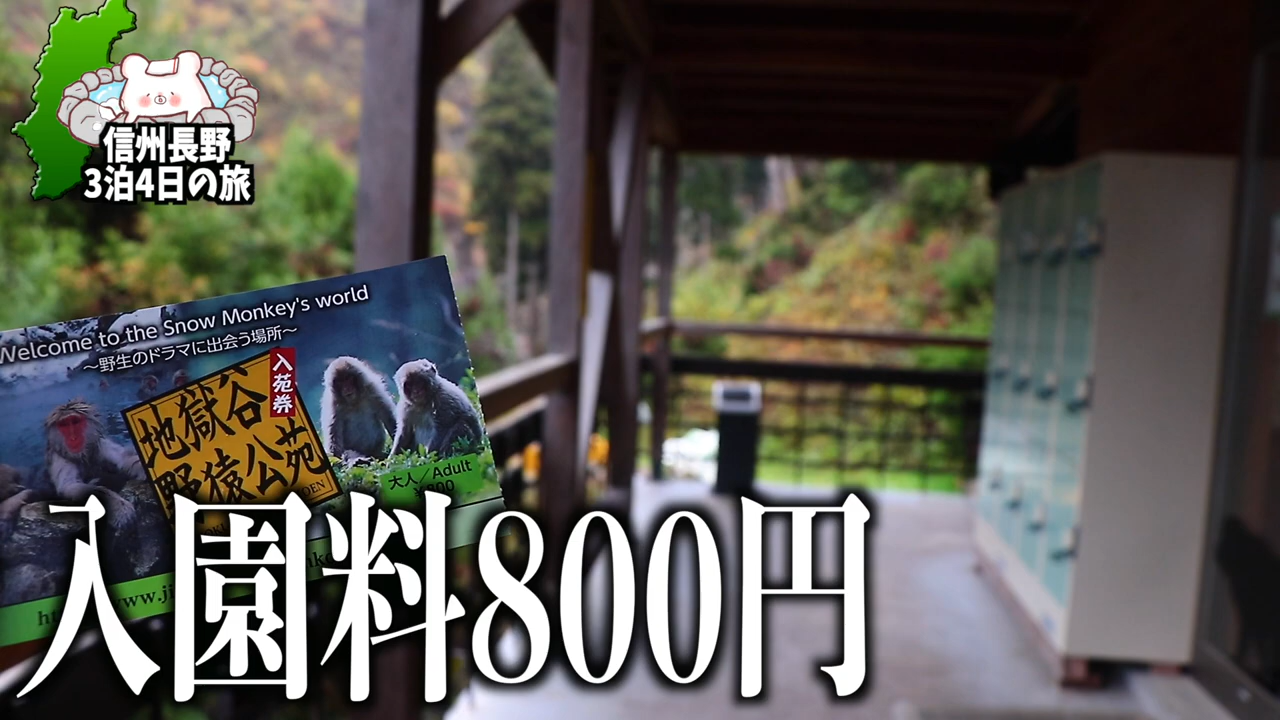 信州長野
3泊4日の旅
Welcome to the Snow Monkey's world
～野生のドラマに出会う場所～
入苑券
地獄谷
野猿公苑
大人／Adult
入園料800円